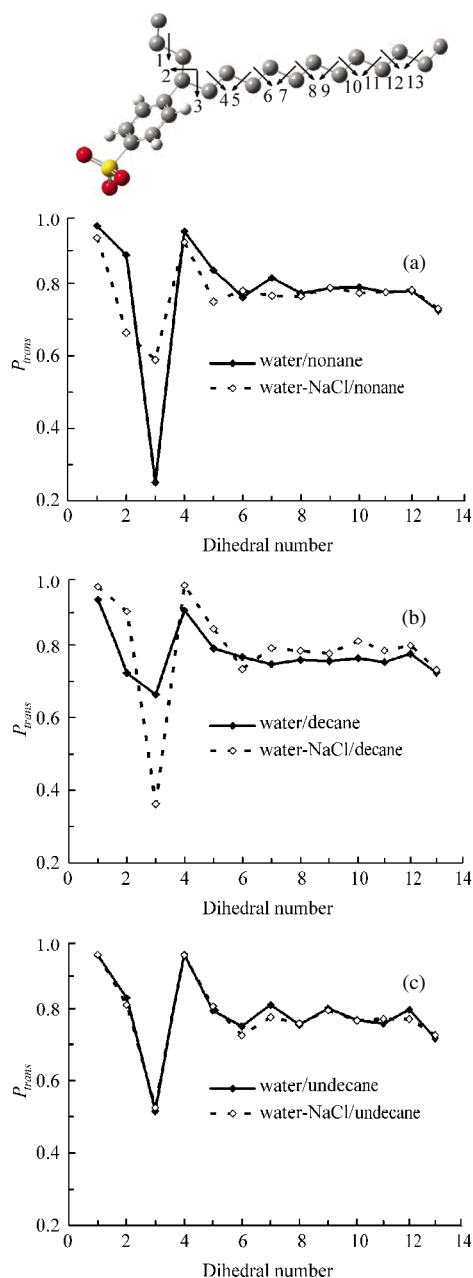 1
2
3 4 5 6 7 8 9 10 11 12 13
1.0
(a)
0.8
P_trans
0.6
water/nonane
water-NaCl/nonane
0.4
0.2
0 2 4 6 8 10 12 14
Dihedral number
1.0
(b)
0.8
P_trans
0.6
water/decane
water-NaCl/decane
0.4
0.2
0 2 4 6 8 10 12 14
Dihedral number
1.0
(c)
0.8
P_trans
0.6
water/undecane
water-NaCl/undecane
0.4
0.2
0 2 4 6 8 10 12 14
Dihedral number